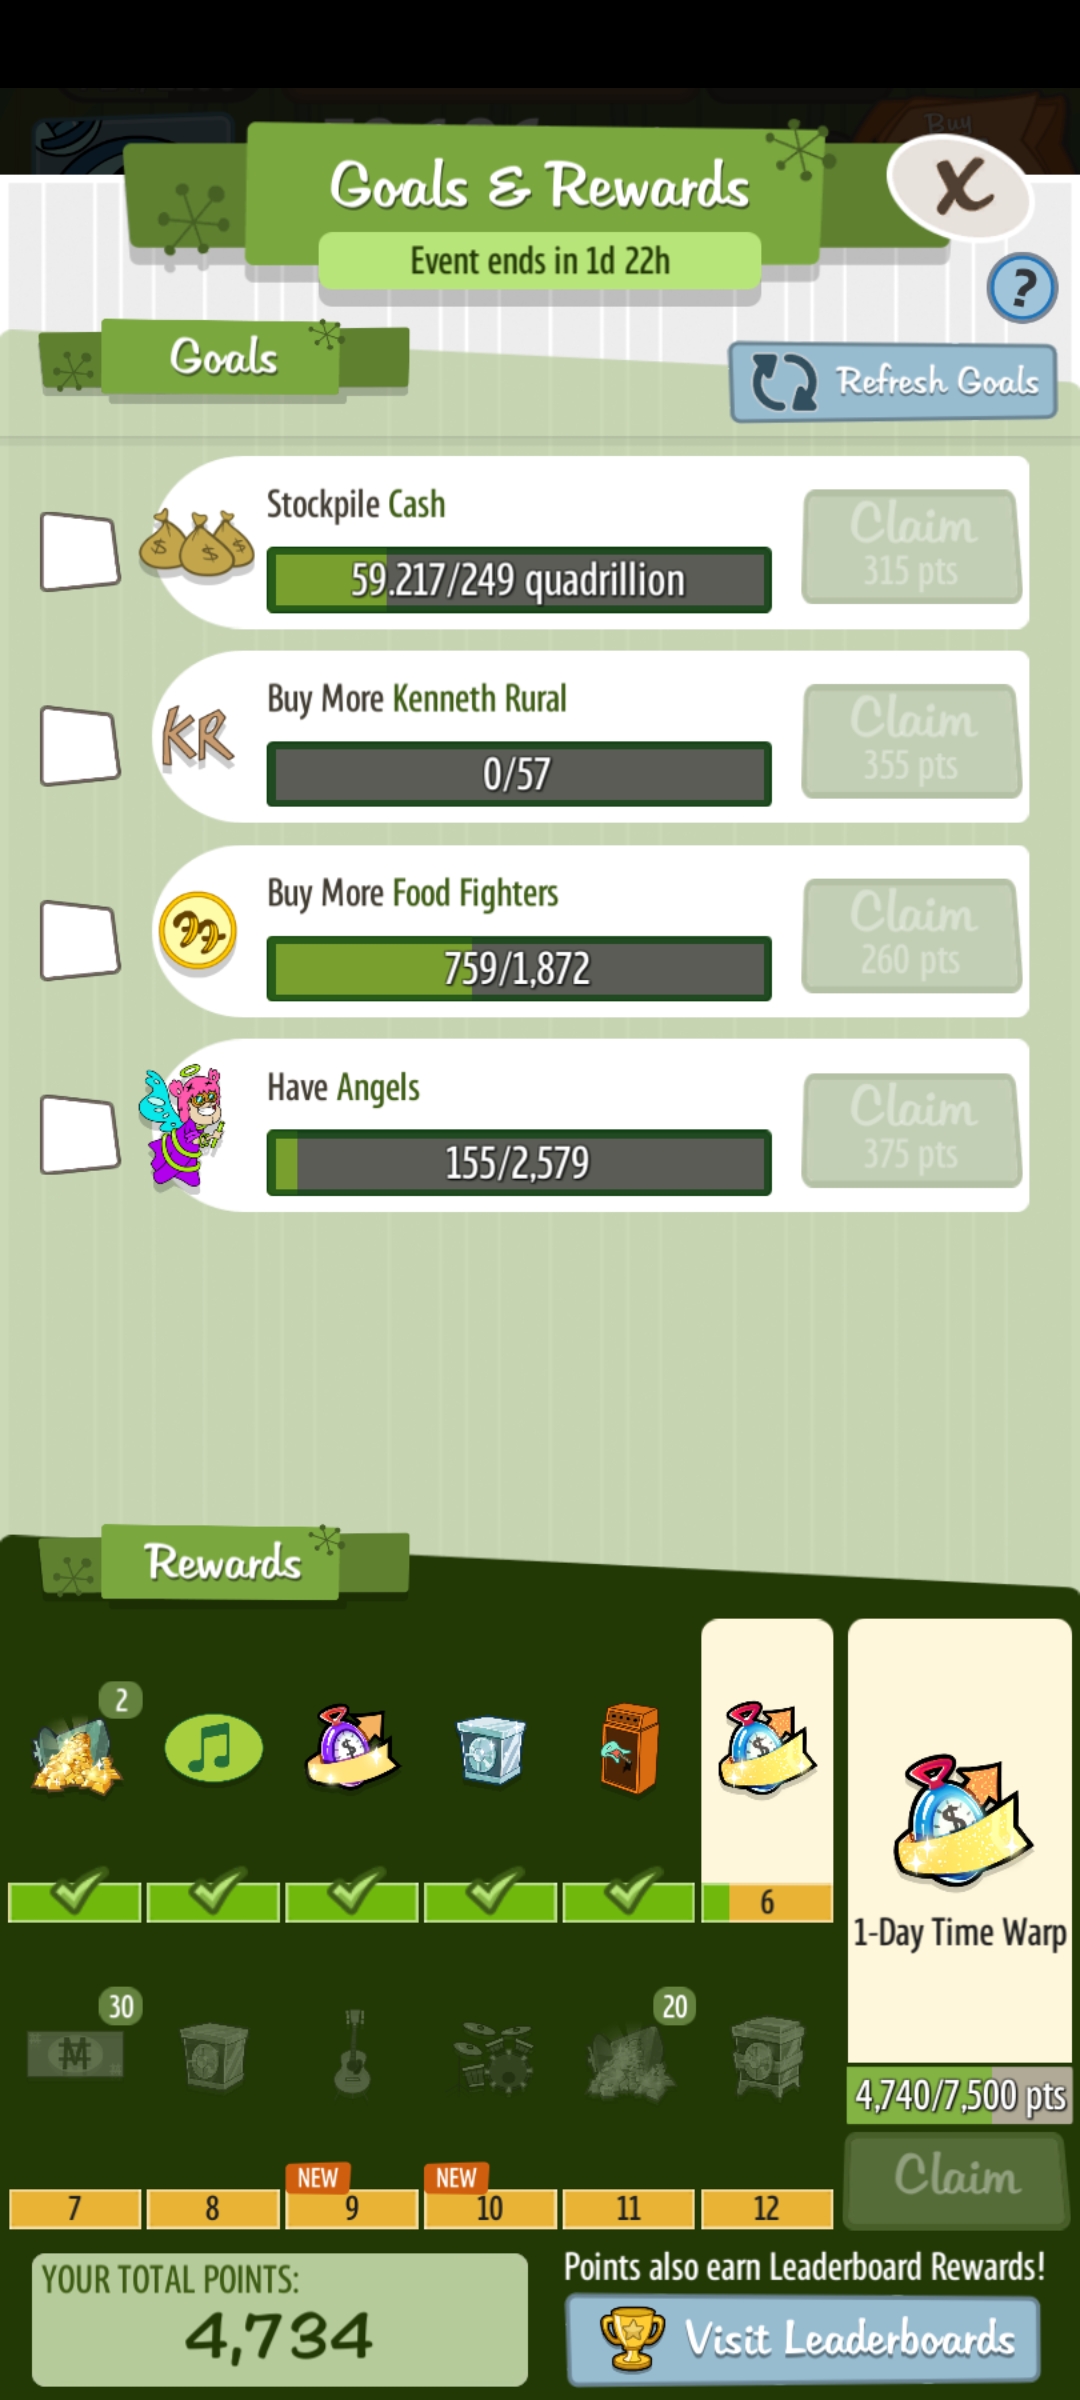 Buy
Goals & Rewards
X
Event ends in 1d 22h
?
Goals
Refresh Goals
Stockpile Cash
59.217/249 quadrillion
Claim
315 pts
KR
Buy More Kenneth Rural
0/57
Claim
355 pts
Buy More Food Fighters
759/1,872
Claim
260 pts
Have Angels
155/2,579
Claim
375 pts
Rewards
2
6
1-Day Time Warp
30
20
4,740/7,500 pts
Claim
NEW
NEW
7
8
9
10
11
12
YOUR TOTAL POINTS:
4,734
Points also earn Leaderboard Rewards!
Visit Leaderboards